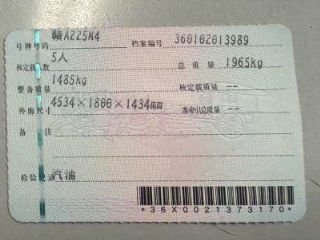 号牌号码 赣A225M4 档案编号 360102013989
核定载人数 5人 总质量 1965kg
整备质量 1485kg 核定载质量 --
外廓尺寸 4534×1800×1434mm 准牵引总质量 --
备注
检验记录 汽油
*36X0021373170*